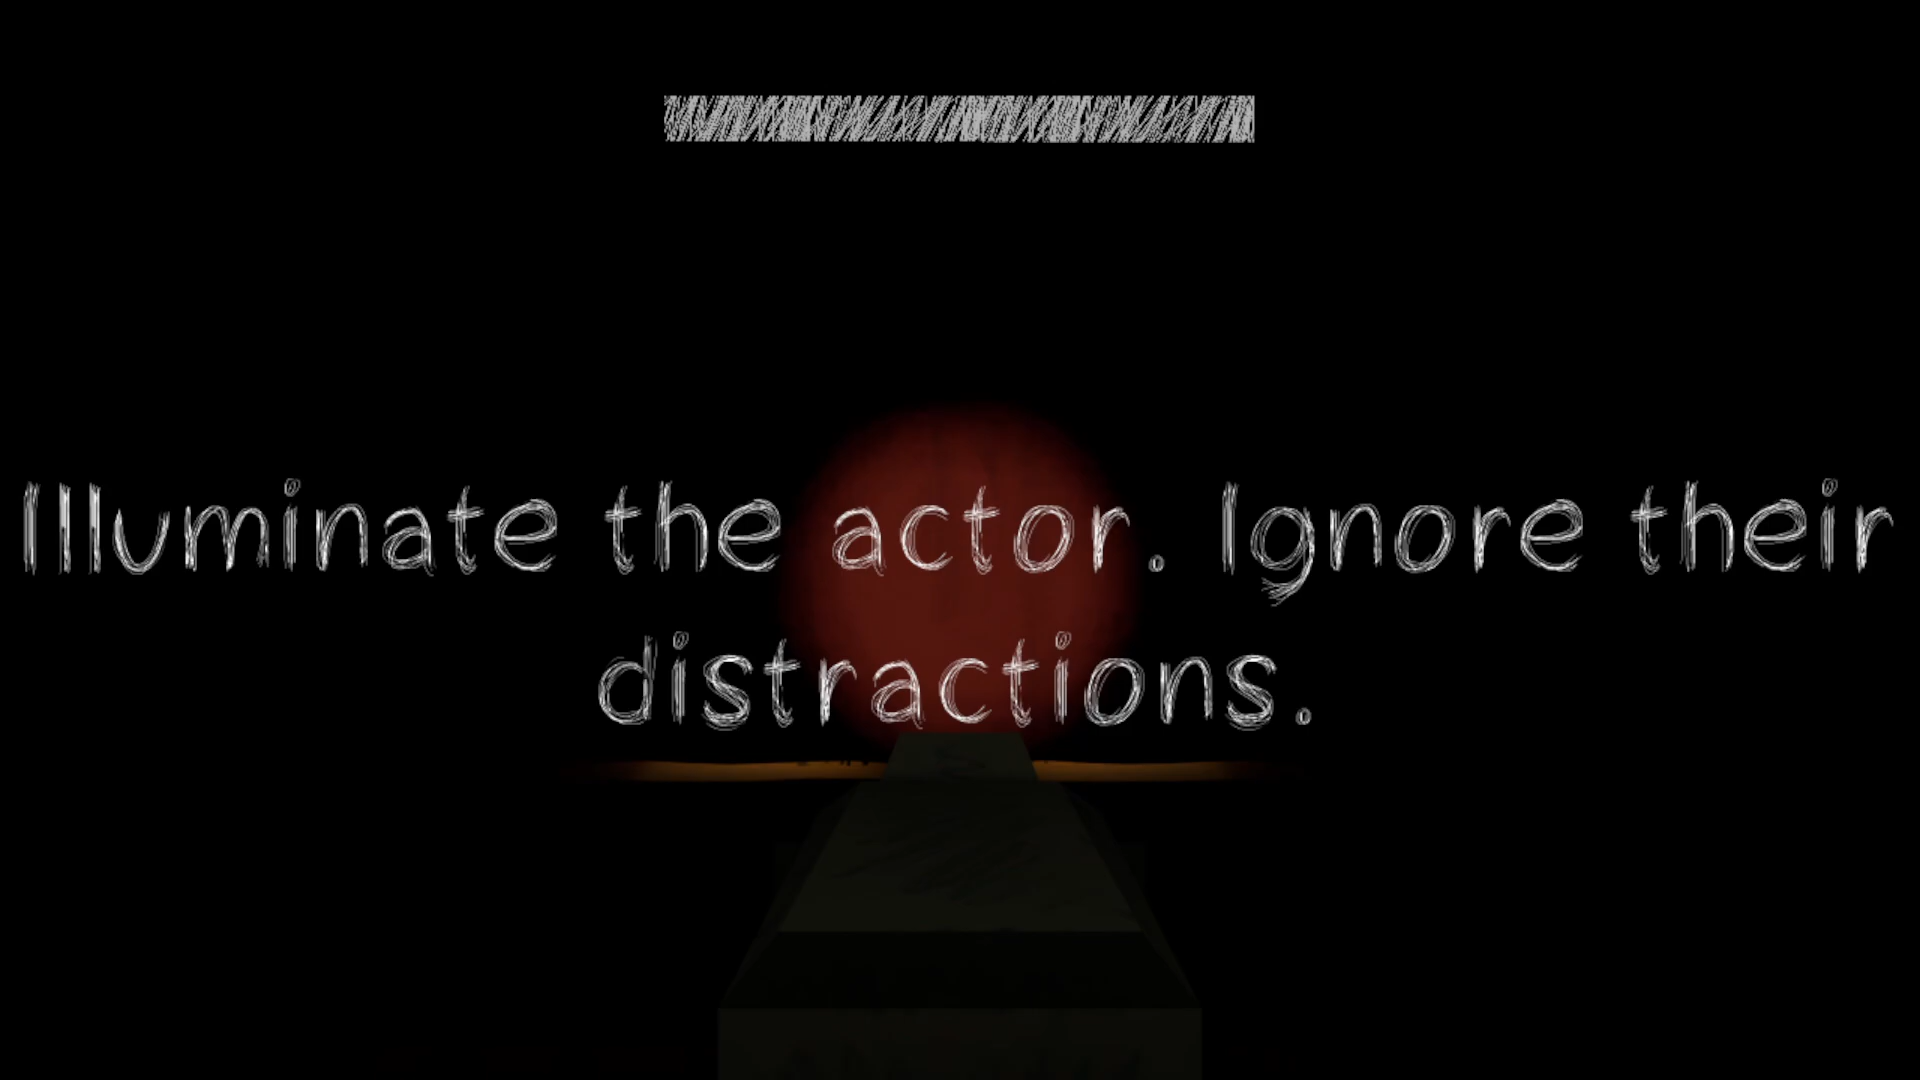 Illuminate the actor. Ignore their
distractions.